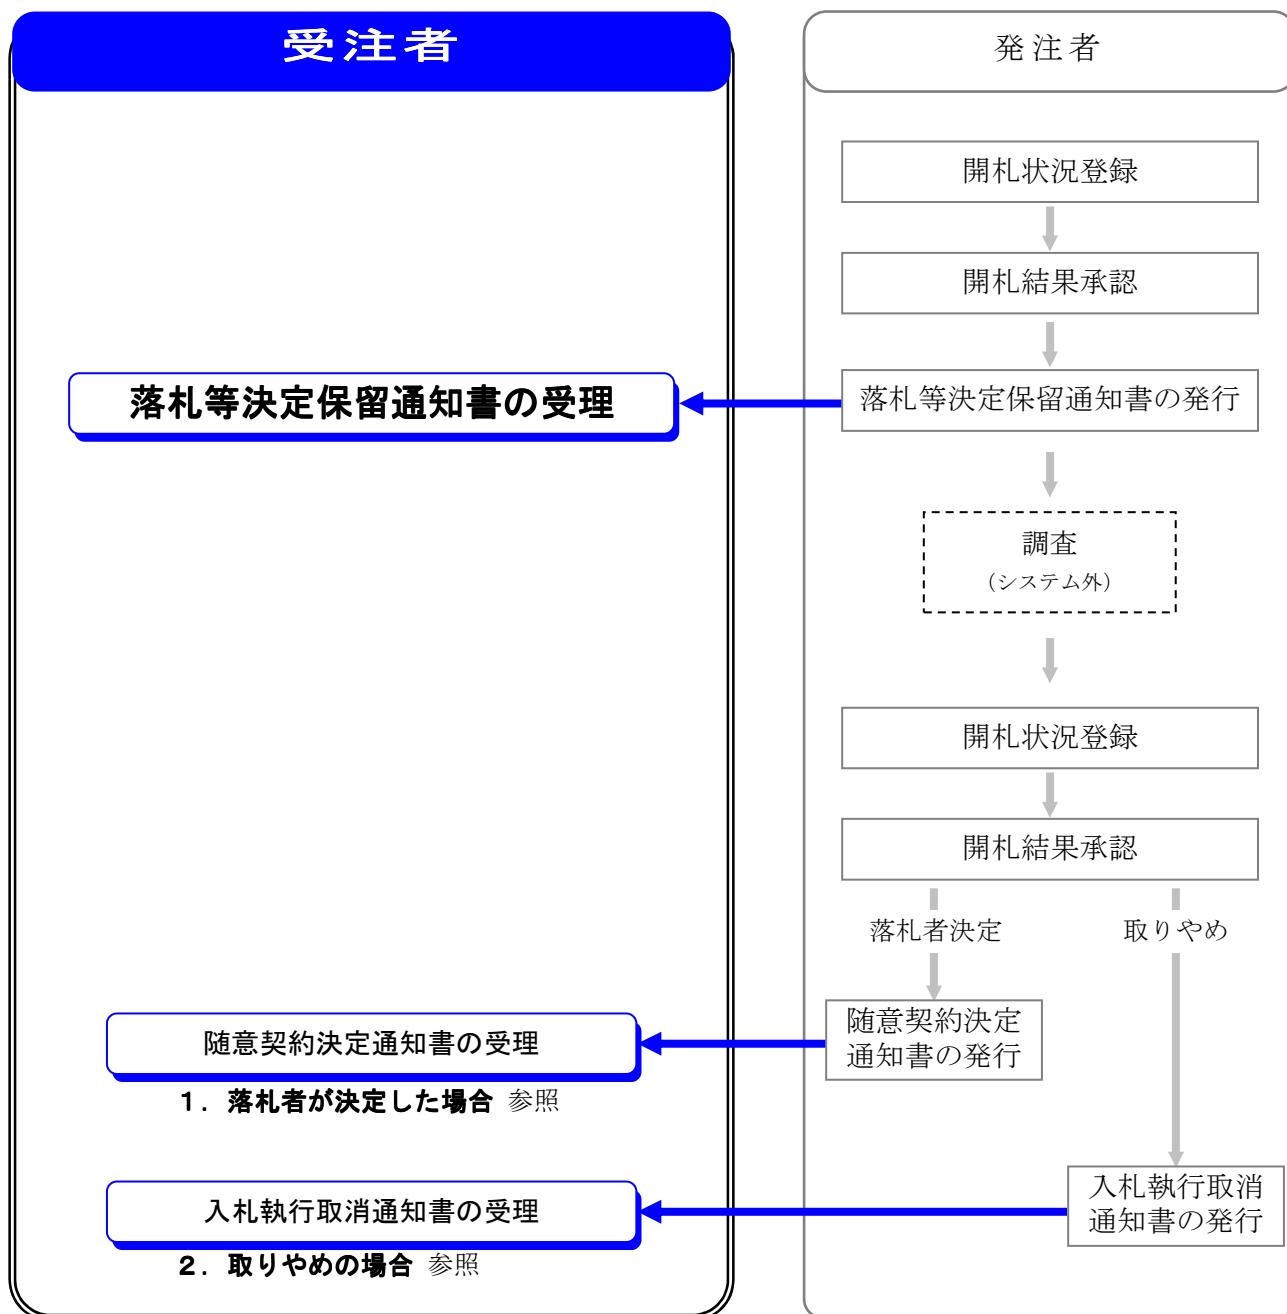 受注者
発注者
開札状況登録
開札結果承認
落札等決定保留通知書の受理
落札等決定保留通知書の発行
調査
（システム外）
開札状況登録
開札結果承認
落札者決定
取りやめ
随意契約決定通知書の受理
随意契約決定
通知書の発行
１．落札者が決定した場合 参照
入札執行取消通知書の受理
入札執行取消
通知書の発行
２．取りやめの場合 参照